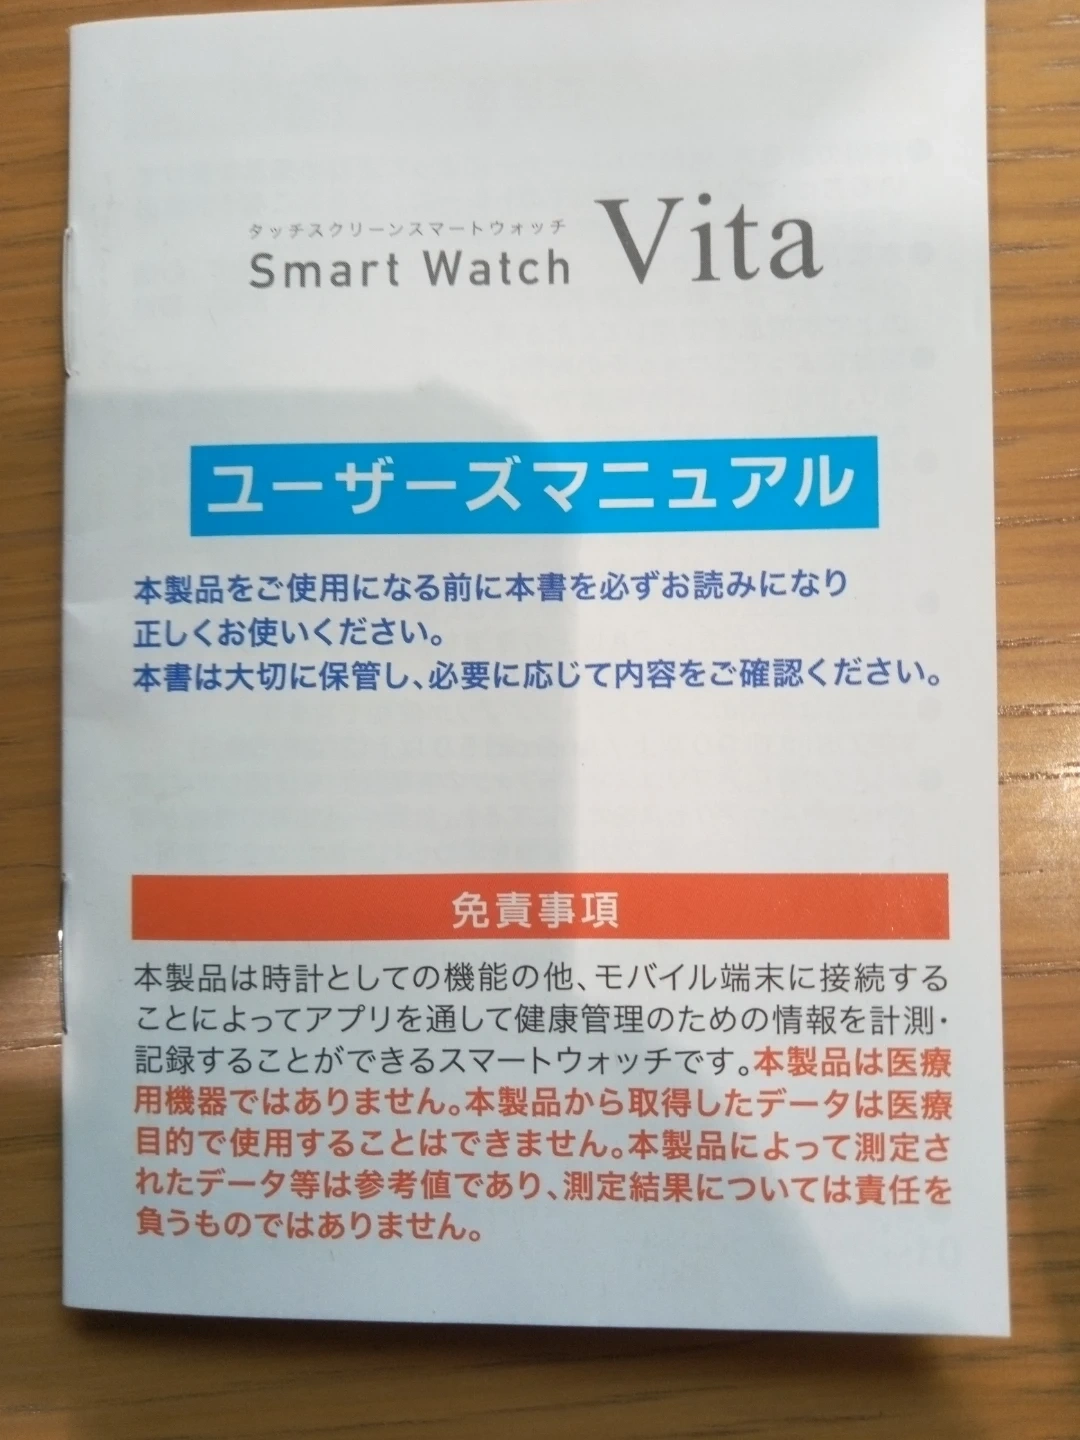 タッチスクリーンスマートウォッチ
Smart Watch Vita
ユーザーズマニュアル
本製品をご使用になる前に本書を必ずお読みになり
正しくお使いください。
本書は大切に保管し、必要に応じて内容をご確認ください。
免責事項
本製品は時計としての機能の他、モバイル端末に接続する
ことによってアプリを通して健康管理のための情報を計測・
記録することができるスマートウォッチです。本製品は医療
用機器ではありません。本製品から取得したデータは医療
目的で使用することはできません。本製品によって測定さ
れたデータ等は参考値であり、測定結果については責任を
負うものではありません。